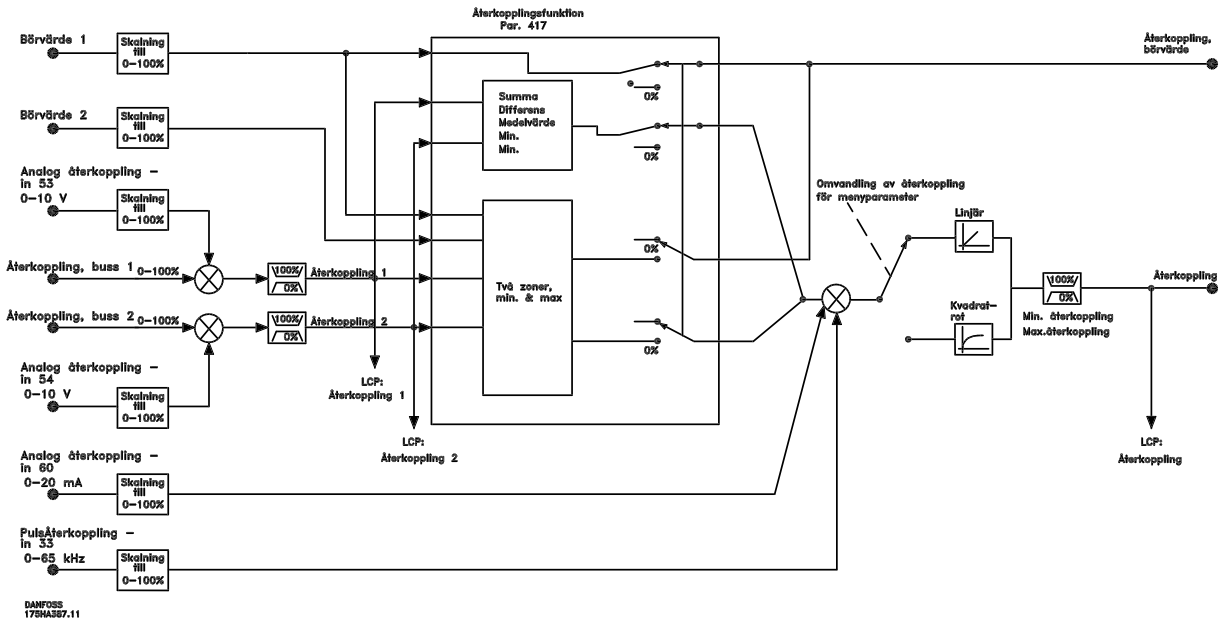 Återkopplingsfunktion
Par. 417
Börvärde 1
Skalning
till
0-100%
Återkoppling,
börvärde
0%
Summa
Differens
Medelvärde
Min.
Min.
0%
Börvärde 2
Skalning
till
0-100%
Analog återkoppling -
in 53
0-10 V
Skalning
till
0-100%
Omvandling av återkoppling
för menyparameter
Linjär
0%
Återkoppling, buss 1
0-100%
100%
0%
Återkoppling 1
Två zoner,
min. & max
100%
0%
Återkoppling
Återkoppling, buss 2
0-100%
100%
0%
Återkoppling 2
0%
Kvadrat-
rot
Min. återkoppling
Max.återkoppling
Analog återkoppling -
in 54
0-10 V
Skalning
till
0-100%
LCP:
Återkoppling 1
LCP:
Återkoppling 2
LCP:
Återkoppling
Analog återkoppling -
in 60
0-20 mA
Skalning
till
0-100%
PulsÅterkoppling -
in 33
0-65 kHz
Skalning
till
0-100%
DANFOSS
175HA387.11